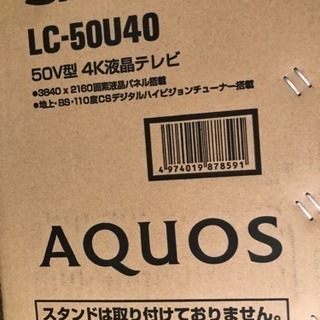 LC-50U40
50V型 4K液晶テレビ
●3840×2160画素液晶パネル搭載
●地上・BS・110度CSデジタルハイビジョンチューナー搭載
4 974019 878591
AQUOS
スタンドは取り付けておりません。